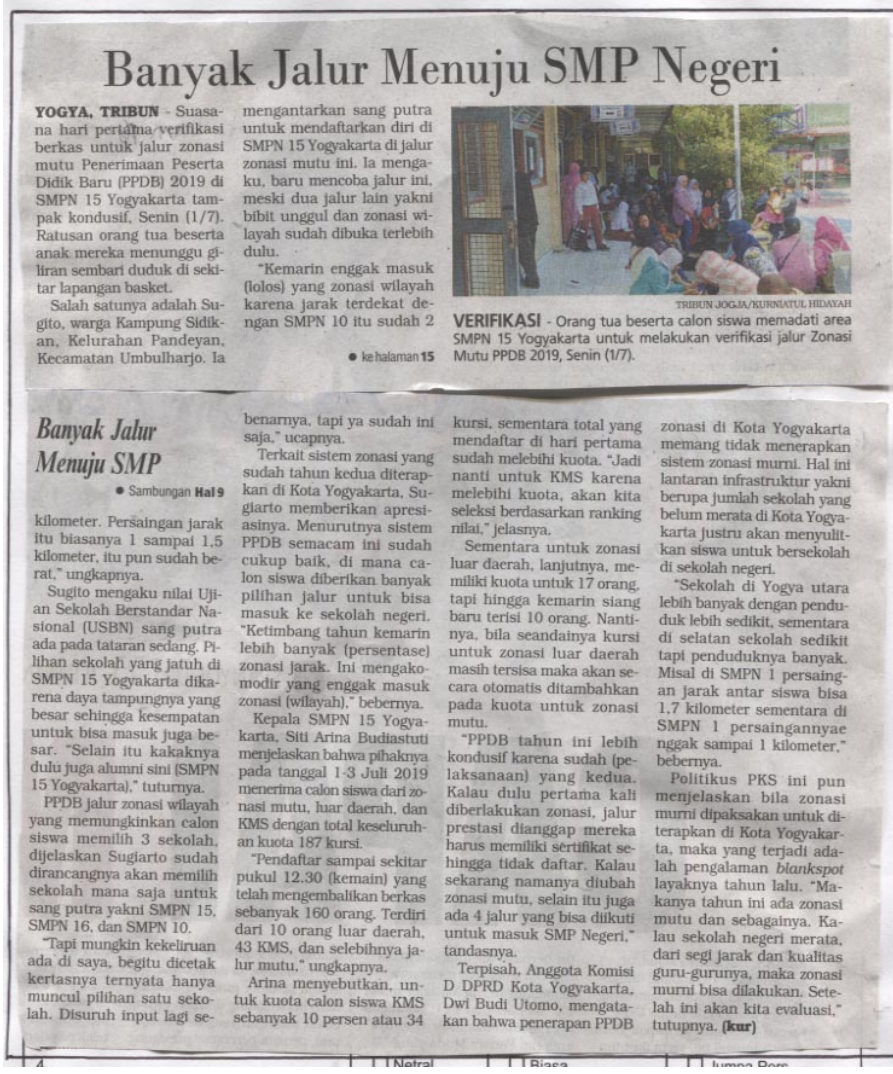 Banyak Jalur Menuju SMP Negeri
YOGYA, TRIBUN - Suasa-
na hari pertama verifikasi
berkas untuk jalur zonasi
mutu Penerimaan Peserta
Didik Baru (PPDB) 2019 di
SMPN 15 Yogyakarta tam-
pak kondusif, Senin (1/7).
Ratusan orang tua beserta
anak mereka menunggu gi-
liran sembari duduk di seki-
tar lapangan basket.
Salah satunya adalah Su-
gito, warga Kampung Sidik-
an, Kelurahan Pandeyan,
Kecamatan Umbulharjo. Ia
mengantarkan sang putra
untuk mendaftarkan diri di
SMPN 15 Yogyakarta di jalur
zonasi mutu ini. Ia menga-
ku, baru mencoba jalur ini,
meski dua jalur lain yakni
bibit unggul dan zonasi wi-
layah sudah dibuka terlebih
dulu.
"Kemarin enggak masuk
(lolos) yang zonasi wilayah
karena jarak terdekat de-
ngan SMPN 10 itu sudah 2
● ke halaman 15
TRIBUN JOGJA/KURNIATUL HIDAYAH
VERIFIKASI - Orang tua beserta calon siswa memadati area
SMPN 15 Yogyakarta untuk melakukan verifikasi jalur Zonasi
Mutu PPDB 2019, Senin (1/7).
Banyak Jalur
Menuju SMP
● Sambungan Hal 9
kilometer. Persaingan jarak
itu biasanya 1 sampai 1,5
kilometer, itu pun sudah be-
rat," ungkapnya.
Sugito mengaku nilai Uji-
an Sekolah Berstandar Na-
sional (USBN) sang putra
ada pada tataran sedang. Pi-
lihan sekolah yang jatuh di
SMPN 15 Yogyakarta dika-
rena daya tampungnya yang
besar sehingga kesempatan
untuk bisa masuk juga be-
sar. "Selain itu kakaknya
dulu juga alumni sini (SMPN
15 Yogyakarta)," tuturnya.
PPDB jalur zonasi wilayah
yang memungkinkan calon
siswa memilih 3 sekolah,
dijelaskan Sugiarto sudah
dirancangnya akan memilih
sekolah mana saja untuk
sang putra yakni SMPN 15,
SMPN 16, dan SMPN 10.
"Tapi mungkin kekeliruan
ada di saya, begitu dicetak
kertasnya ternyata hanya
muncul pilihan satu seko-
lah. Disuruh input lagi se-
benarnya, tapi ya sudah ini
saja," ucapnya.
Terkait sistem zonasi yang
sudah tahun kedua diterap-
kan di Kota Yogyakarta, Su-
giarto memberikan apresi-
asinya. Menurutnya sistem
PPDB semacam ini sudah
cukup baik, di mana ca-
lon siswa diberikan banyak
pilihan jalur untuk bisa
masuk ke sekolah negeri.
"Ketimbang tahun kemarin
lebih banyak (persentase)
zonasi jarak. Ini mengako-
modir yang enggak masuk
zonasi (wilayah)," bebernya.
Kepala SMPN 15 Yogya-
karta, Siti Arina Budiastuti
menjelaskan bahwa pihaknya
pada tanggal 1-3 Juli 2019
menerima calon siswa dari zo-
nasi mutu, luar daerah, dan
KMS dengan total keseluruh-
an kuota 187 kursi.
"Pendaftar sampai sekitar
pukul 12.30 (kemain) yang
telah mengembalikan berkas
sebanyak 160 orang. Terdiri
dari 10 orang luar daerah,
43 KMS, dan selebihnya ja-
lur mutu," ungkapnya.
Arina menyebutkan, un-
tuk kuota calon siswa KMS
sebanyak 10 persen atau 34
kursi, sementara total yang
mendaftar di hari pertama
sudah melebihi kuota. "Jadi
nanti untuk KMS karena
melebihi kuota, akan kita
seleksi berdasarkan ranking
nilai," jelasnya.
Sementara untuk zonasi
luar daerah, lanjutnya, me-
miliki kuota untuk 17 orang,
tapi hingga kemarin siang
baru terisi 10 orang. Nanti-
nya, bila seandainya kursi
untuk zonasi luar daerah
masih tersisa maka akan se-
cara otomatis ditambahkan
pada kuota untuk zonasi
mutu.
"PPDB tahun ini lebih
kondusif karena sudah (pe-
laksanaan) yang kedua.
Kalau dulu pertama kali
diberlakukan zonasi, jalur
prestasi dianggap mereka
harus memiliki sertifikat se-
hingga tidak daftar. Kalau
sekarang namanya diubah
zonasi mutu, selain itu juga
ada 4 jalur yang bisa diikuti
untuk masuk SMP Negeri,"
tandasnya.
Terpisah, Anggota Komisi
D DPRD Kota Yogyakarta,
Dwi Budi Utomo, mengata-
kan bahwa penerapan PPDB
zonasi di Kota Yogyakarta
memang tidak menerapkan
sistem zonasi murni. Hal ini
lantaran infrastruktur yakni
berupa jumlah sekolah yang
belum merata di Kota Yogya-
karta justru akan menyulit-
kan siswa untuk bersekolah
di sekolah negeri.
"Sekolah di Yogya utara
lebih banyak dengan pendu-
duk lebih sedikit, sementara
di selatan sekolah sedikit
tapi penduduknya banyak.
Misal di SMPN 1 persaing-
an jarak antar siswa bisa
1,7 kilometer sementara di
SMPN 1 persaingannyae
nggak sampai 1 kilometer,"
bebernya.
Politikus PKS ini pun
menjelaskan bila zonasi
murni dipaksakan untuk di-
terapkan di Kota Yogyakar-
ta, maka yang terjadi ada-
lah pengalaman blankspot
layaknya tahun lalu. "Ma-
kanya tahun ini ada zonasi
mutu dan sebagainya. Ka-
lau sekolah negeri merata,
dari segi jarak dan kualitas
guru-gurunya, maka zonasi
murni bisa dilakukan. Sete-
lah ini akan kita evaluasi,"
tutupnya. (kur)
Netral
Biasa
Jumpa Pers